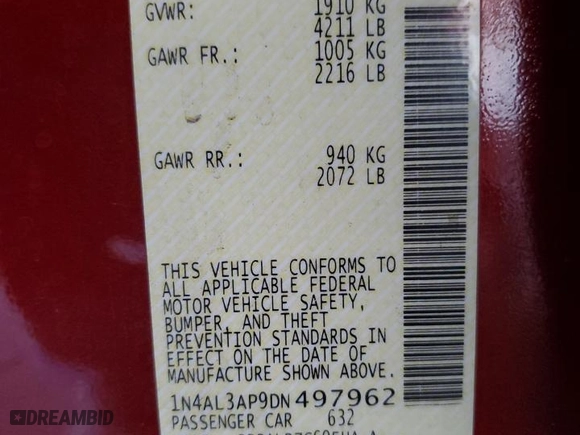 GVWR: 1910 KG
4211 LB
GAWR FR.: 1005 KG
2216 LB
GAWR RR.: 940 KG
2072 LB
THIS VEHICLE CONFORMS TO
ALL APPLICABLE FEDERAL
MOTOR VEHICLE SAFETY,
BUMPER, AND THEFT
PREVENTION STANDARDS IN
EFFECT ON THE DATE OF
MANUFACTURE SHOWN ABOVE.
1N4AL3AP9DN497962
PASSENGER CAR 632
DREAMBID